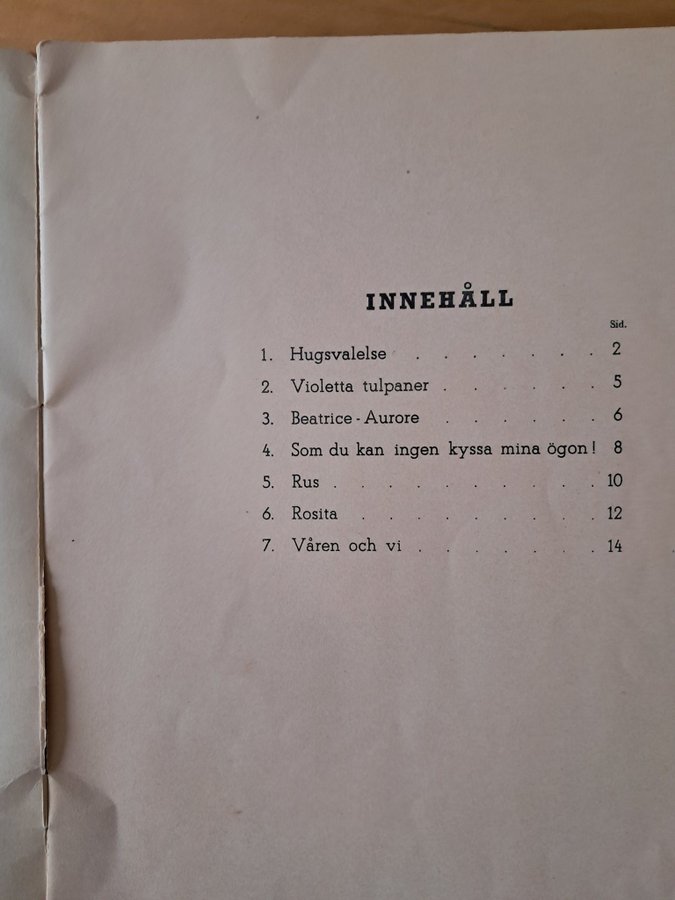 INNEHÅLL
Sid.
1. Hugsvalelse . . . . . . . 2
2. Violetta tulpaner . . . . . . 5
3. Beatrice - Aurore . . . . . . 6
4. Som du kan ingen kyssa mina ögon! 8
5. Rus . . . . . . . . . . 10
6. Rosita . . . . . . . . . 12
7. Våren och vi . . . . . . . 14